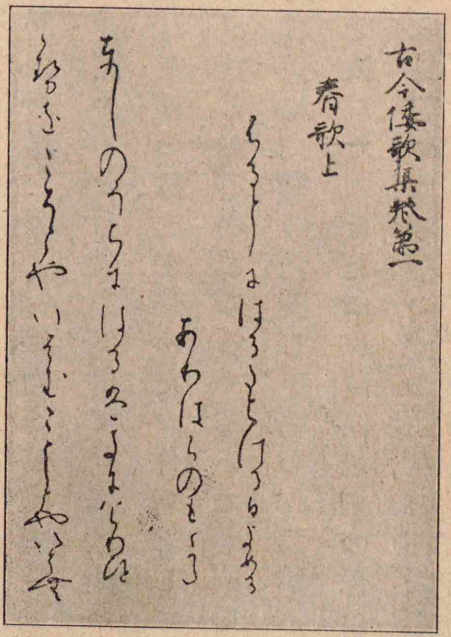 古今倭歌集巻第一
春歌上
ふるとしにはるたちける日よめる
ありはらのもとかた
としのうちにはるはきにけりひと
とせをこそとやいはむことしとやいはむ